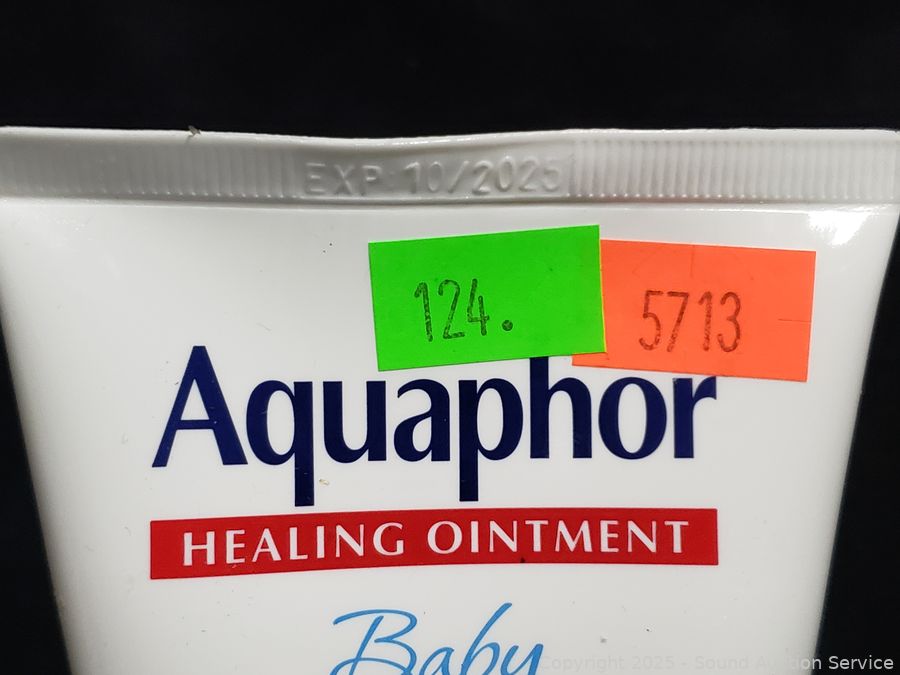 EXP 10/2025
124.
5713
Aquaphor
HEALING OINTMENT
Baby
Copyright 2025 - Sound Auction Service